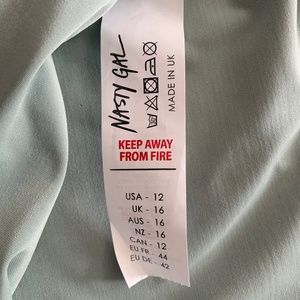 NASTY GAL
MADE IN UK
KEEP AWAY
FROM FIRE
USA - 12
UK - 16
AUS - 16
NZ - 16
CAN - 12
EU FR - 44
EU DE - 42